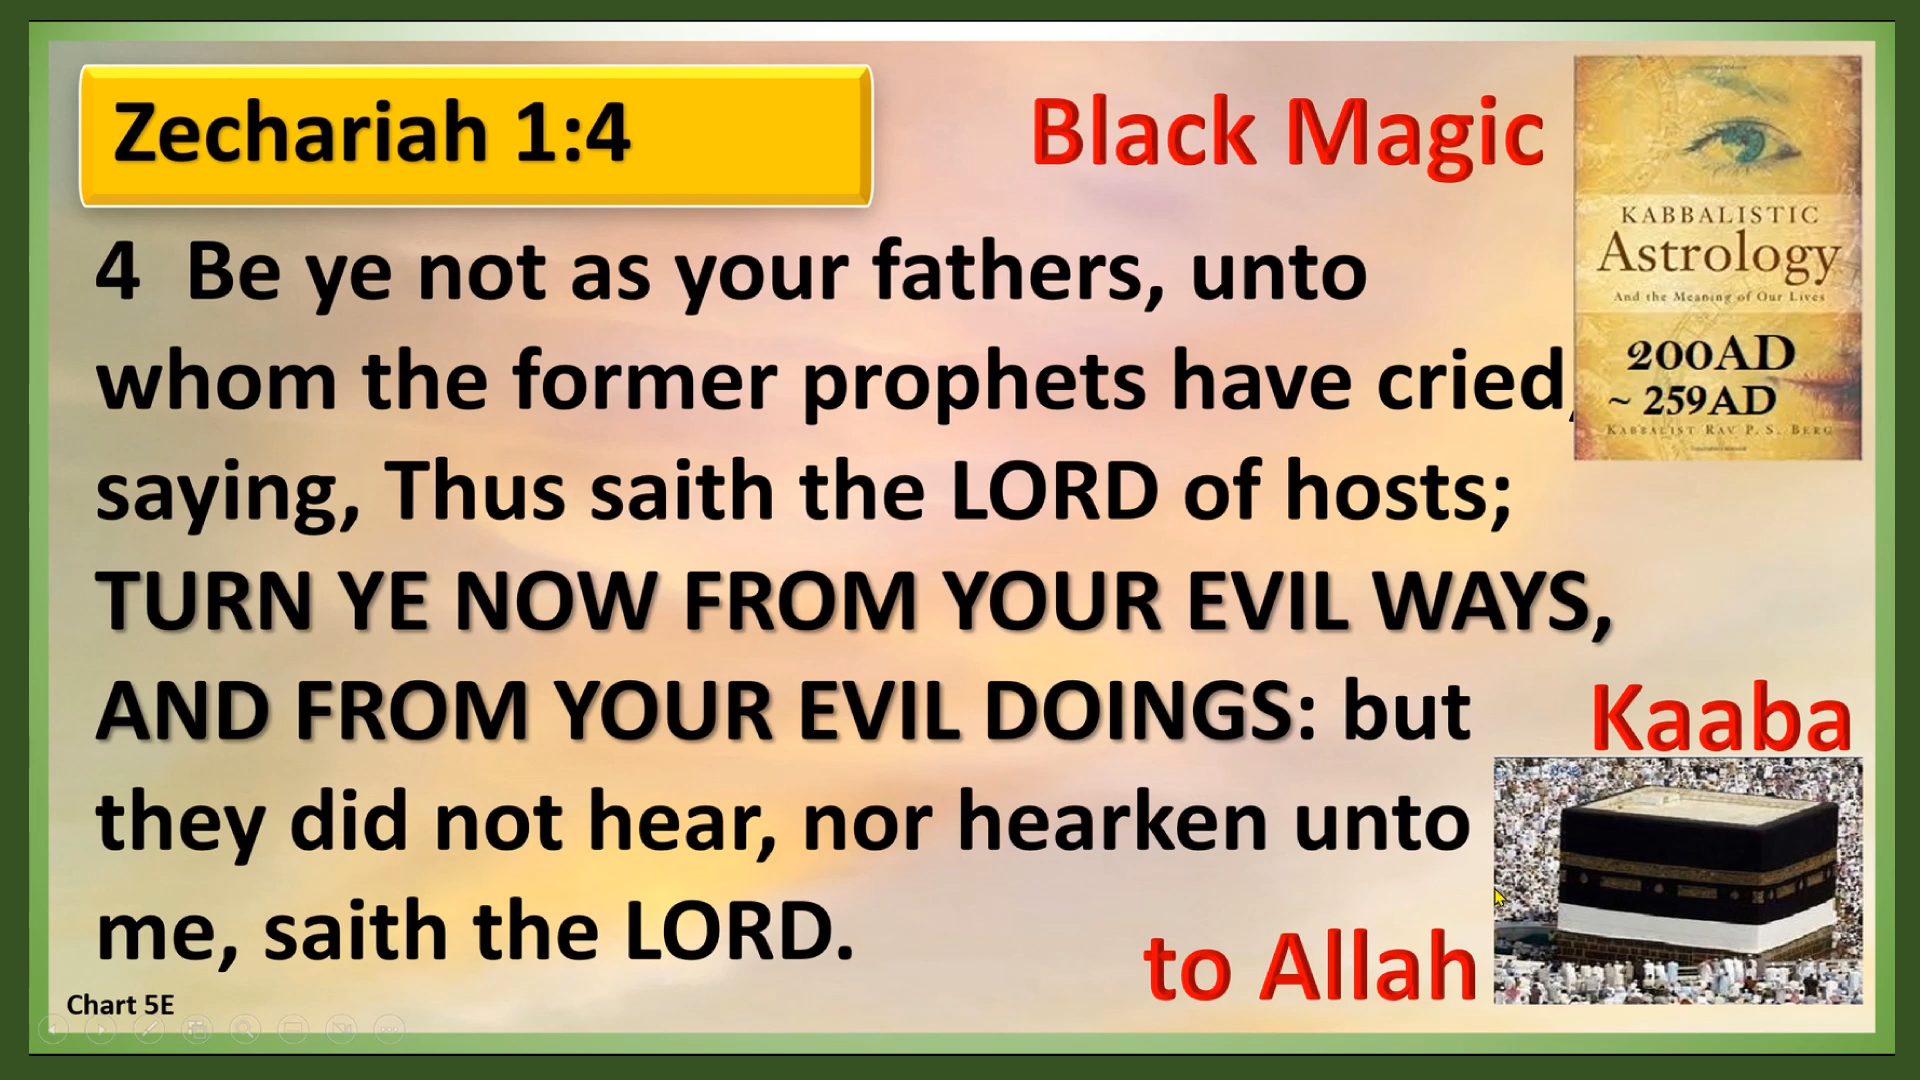 Zechariah 1:4
Black Magic
4 Be ye not as your fathers, unto
whom the former prophets have cried,
saying, Thus saith the LORD of hosts;
TURN YE NOW FROM YOUR EVIL WAYS,
AND FROM YOUR EVIL DOINGS: but
they did not hear, nor hearken unto
me, saith the LORD.
KABBALISTIC
Astrology
And the Meaning of Our Lives
200AD
~ 259AD
KABBALIST RAV P. S. BERG
Kaaba
to Allah
Chart 5E